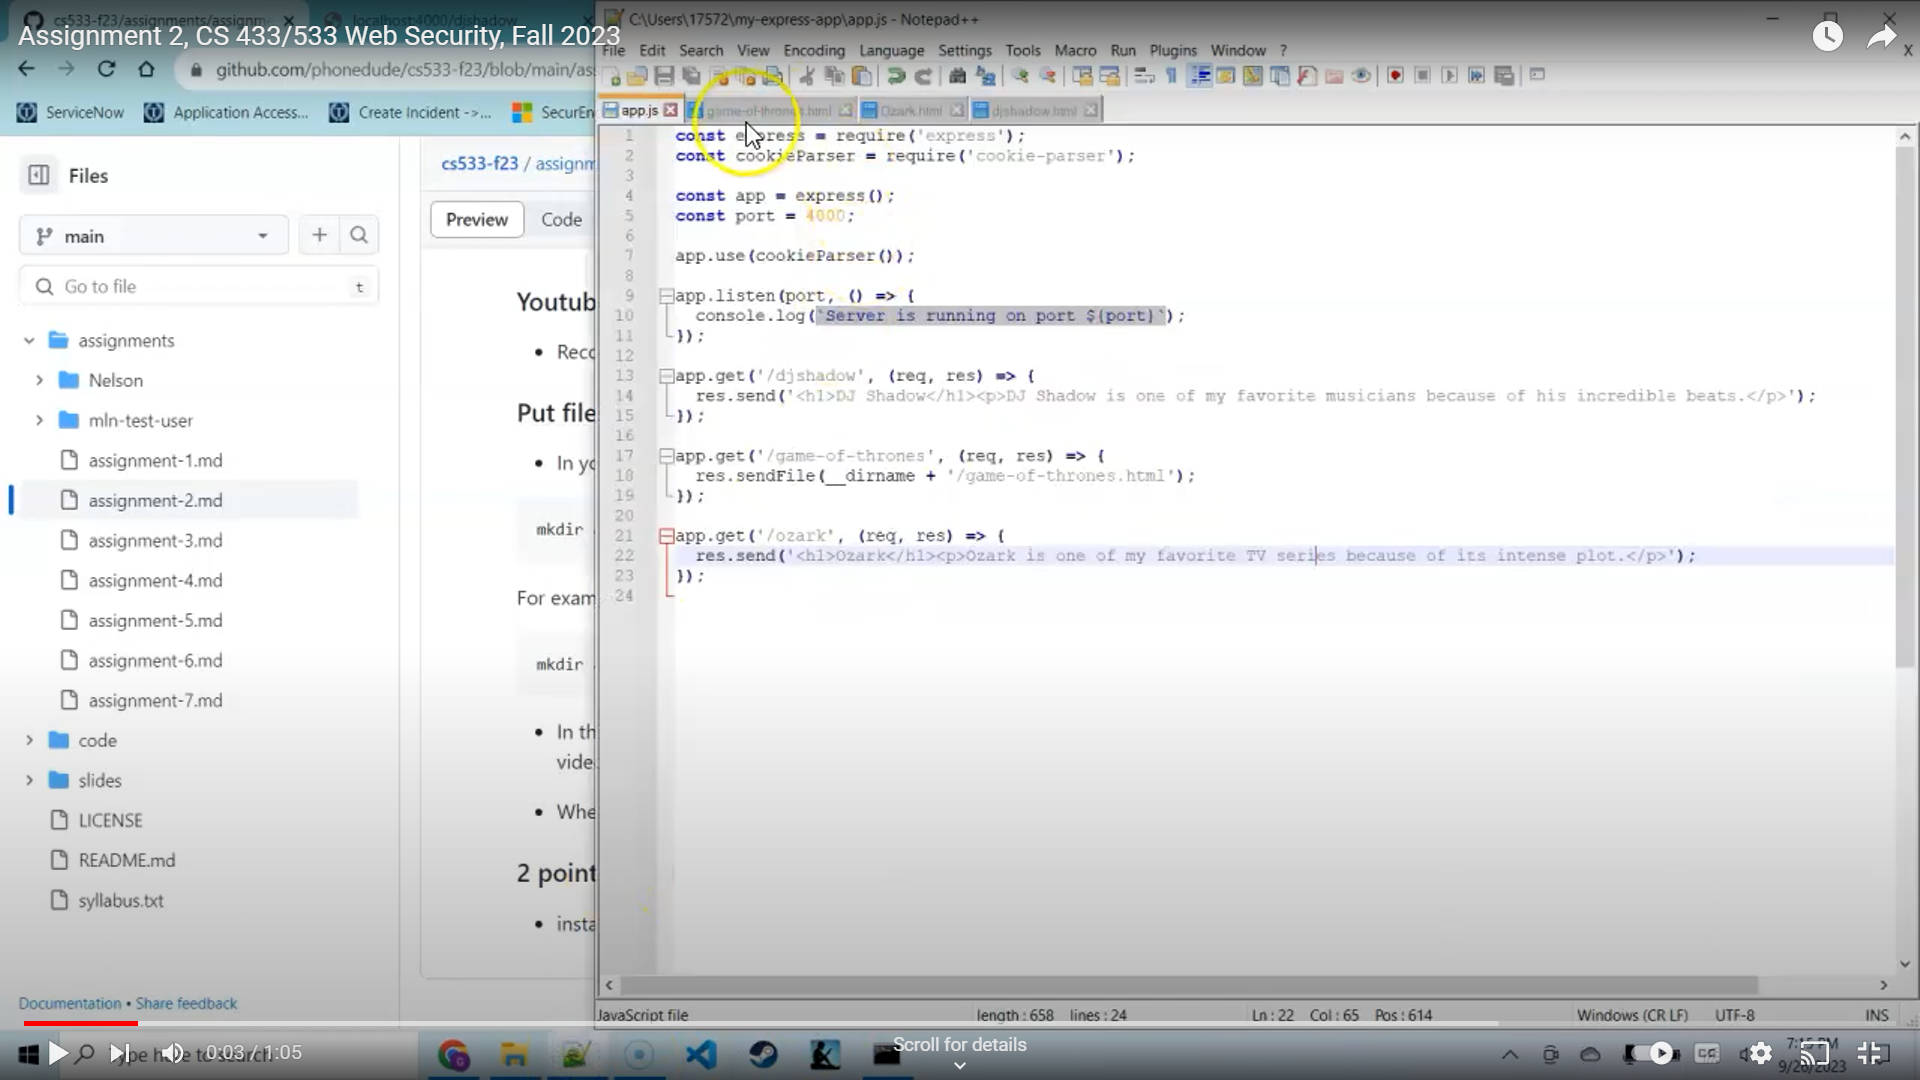 cs533-f23/assignments/assignm
localhost:4000/djshadow
Assignment 2, CS 433/533 Web Security, Fall 2023
C:\Users\17572\my-express-app\app.js - Notepad++
File Edit Search View Encoding Language Settings Tools Macro Run Plugins Window ?
X
github.com/phonedude/cs533-f23/blob/main/ass
ServiceNow
Application Access...
Create Incident ->...
SecurEn
app.js
game-of-thrones.html
Ozark.html
djshadow.html
Files
main
Go to file
t
assignments
Nelson
mln-test-user
assignment-1.md
assignment-2.md
assignment-3.md
assignment-4.md
assignment-5.md
assignment-6.md
assignment-7.md
code
slides
LICENSE
README.md
syllabus.txt
Documentation • Share feedback
cs533-f23 / assignm
Preview
Code
Youtub
• Reco
Put file
• In yo
mkdir
For exam
mkdir
• In th
vide
• Whe
2 point
• insta
1 const express = require('express');
2 const cookieParser = require('cookie-parser');
3
4 const app = express();
5 const port = 4000;
6
7 app.use(cookieParser());
8
9 app.listen(port, () => {
10 console.log(`Server is running on port ${port}`);
11 });
12
13 app.get('/djshadow', (req, res) => {
14 res.send('<h1>DJ Shadow</h1><p>DJ Shadow is one of my favorite musicians because of his incredible beats.</p>');
15 });
16
17 app.get('/game-of-thrones', (req, res) => {
18 res.sendFile(__dirname + '/game-of-thrones.html');
19 });
20
21 app.get('/ozark', (req, res) => {
22 res.send('<h1>Ozark</h1><p>Ozark is one of my favorite TV series because of its intense plot.</p>');
23 });
24
JavaScript file
length : 658 lines : 24
Ln : 22 Col : 65 Pos : 614
Windows (CR LF)
UTF-8
INS
Type here to search
0:03 / 1:05
Scroll for details
CC
7:15 PM
9/26/2023